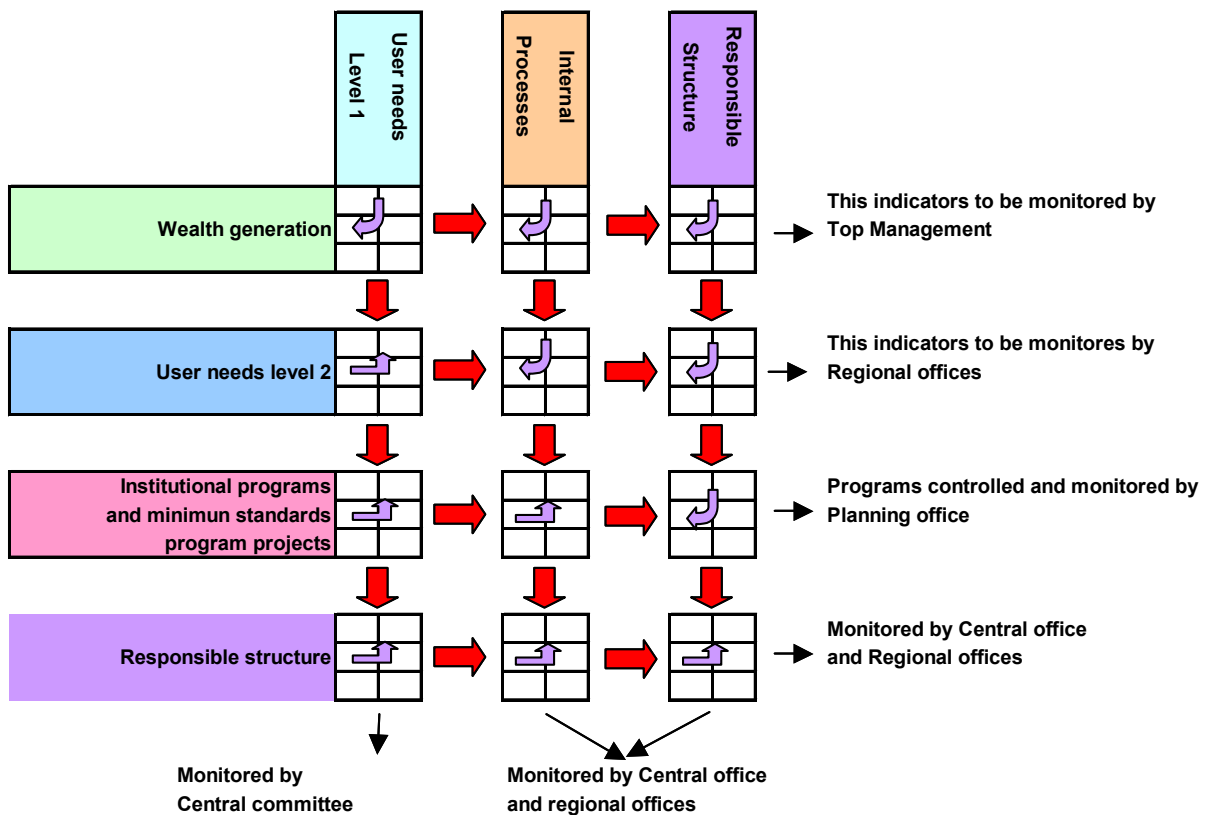 User needs
Level 1
Internal
Processes
Responsible
Structure
Wealth generation
This indicators to be monitored by
Top Management
User needs level 2
This indicators to be monitores by
Regional offices
Institutional programs
and minimun standards
program projects
Programs controlled and monitored by
Planning office
Responsible structure
Monitored by Central office
and Regional offices
Monitored by
Central committee
Monitored by Central office
and regional offices